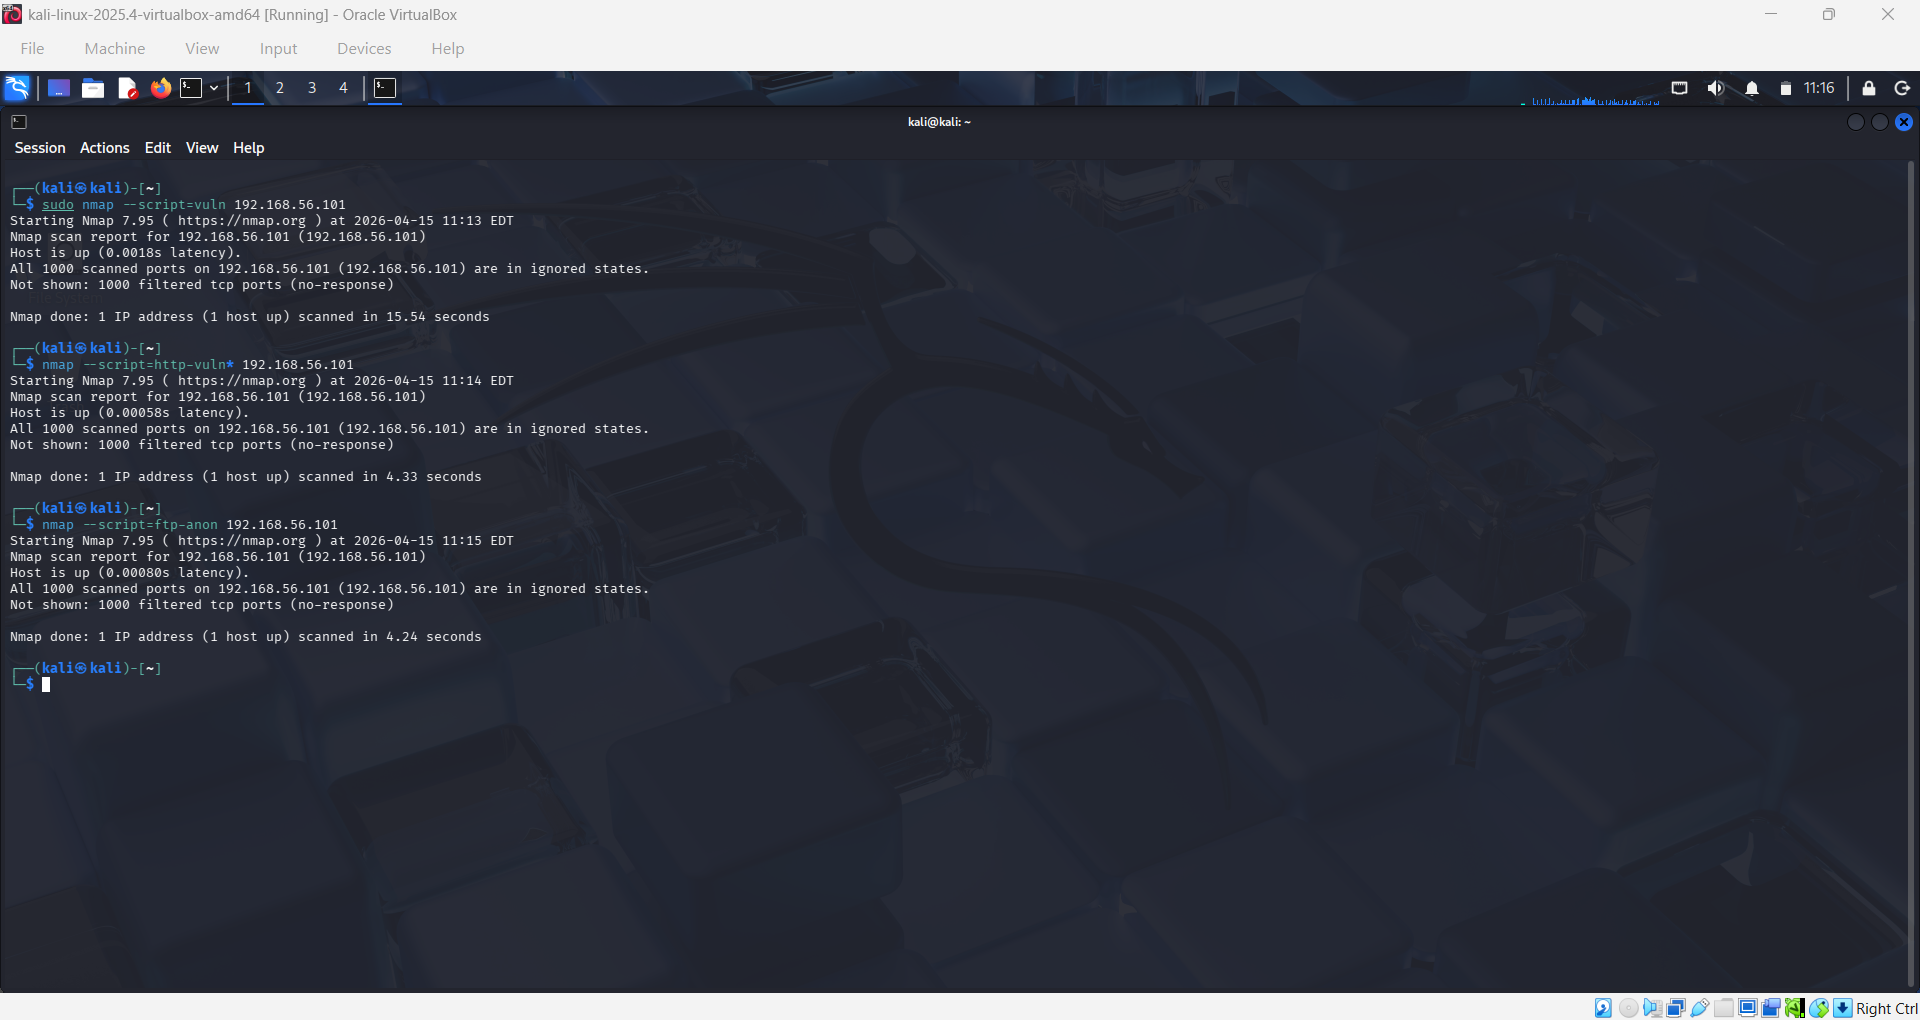 kali-linux-2025.4-virtualbox-amd64 [Running] - Oracle VirtualBox
File Machine View Input Devices Help
1 2 3 4 11:16
kali@kali: ~
Session Actions Edit View Help
┌──(kali㉿kali)-[~]
└─$ sudo nmap --script=vuln 192.168.56.101
Starting Nmap 7.95 ( https://nmap.org ) at 2026-04-15 11:13 EDT
Nmap scan report for 192.168.56.101 (192.168.56.101)
Host is up (0.0018s latency).
All 1000 scanned ports on 192.168.56.101 (192.168.56.101) are in ignored states.
Not shown: 1000 filtered tcp ports (no-response)
Nmap done: 1 IP address (1 host up) scanned in 15.54 seconds
┌──(kali㉿kali)-[~]
└─$ nmap --script=http-vuln* 192.168.56.101
Starting Nmap 7.95 ( https://nmap.org ) at 2026-04-15 11:14 EDT
Nmap scan report for 192.168.56.101 (192.168.56.101)
Host is up (0.00058s latency).
All 1000 scanned ports on 192.168.56.101 (192.168.56.101) are in ignored states.
Not shown: 1000 filtered tcp ports (no-response)
Nmap done: 1 IP address (1 host up) scanned in 4.33 seconds
┌──(kali㉿kali)-[~]
└─$ nmap --script=ftp-anon 192.168.56.101
Starting Nmap 7.95 ( https://nmap.org ) at 2026-04-15 11:15 EDT
Nmap scan report for 192.168.56.101 (192.168.56.101)
Host is up (0.00080s latency).
All 1000 scanned ports on 192.168.56.101 (192.168.56.101) are in ignored states.
Not shown: 1000 filtered tcp ports (no-response)
Nmap done: 1 IP address (1 host up) scanned in 4.24 seconds
┌──(kali㉿kali)-[~]
└─$
Right Ctrl